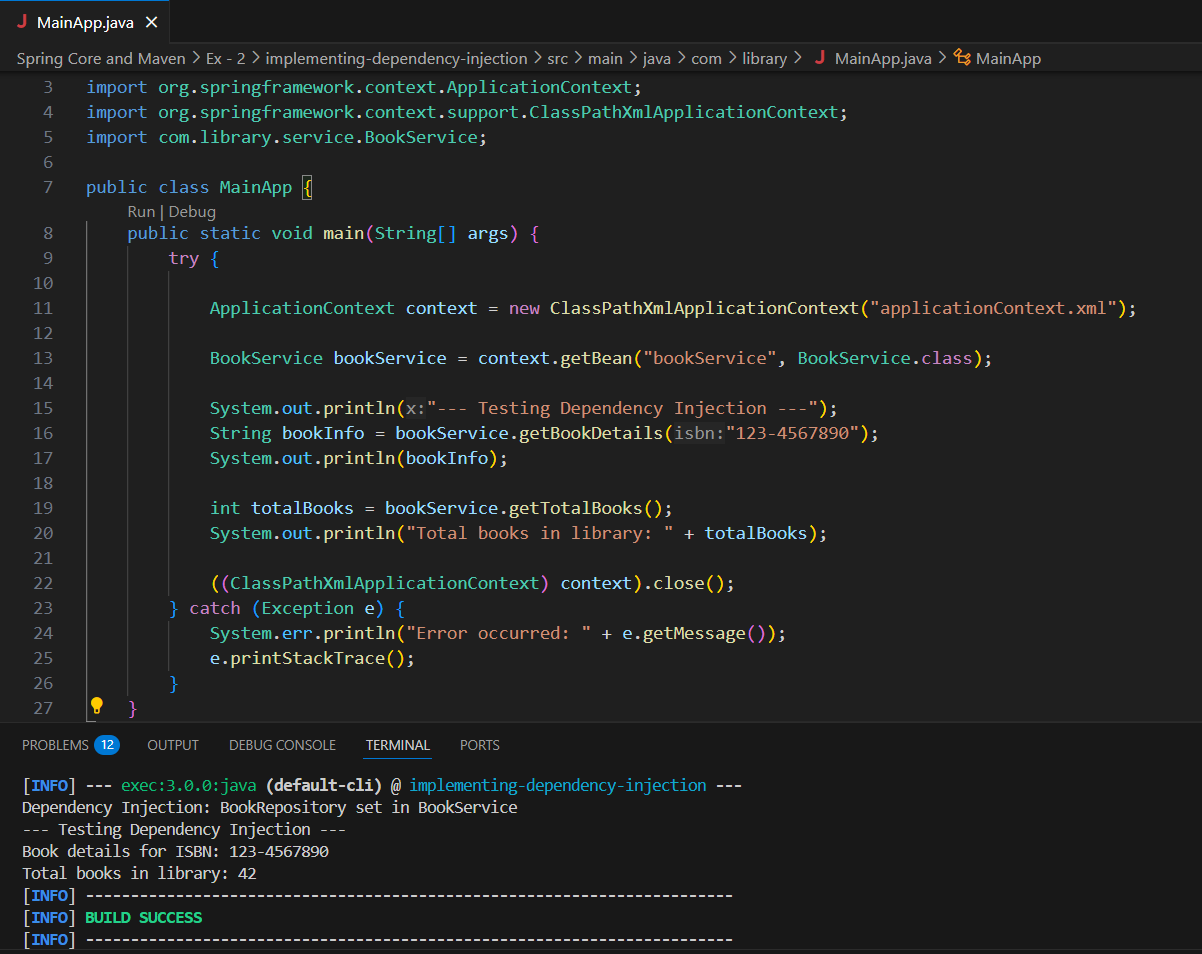 J MainApp.java ×
Spring Core and Maven > Ex - 2 > implementing-dependency-injection > src > main > java > com > library > J MainApp.java > MainApp
3 import org.springframework.context.ApplicationContext;
4 import org.springframework.context.support.ClassPathXmlApplicationContext;
5 import com.library.service.BookService;
6
7 public class MainApp {
Run | Debug
8 public static void main(String[] args) {
9 try {
10
11 ApplicationContext context = new ClassPathXmlApplicationContext("applicationContext.xml");
12
13 BookService bookService = context.getBean("bookService", BookService.class);
14
15 System.out.println(x:"--- Testing Dependency Injection ---");
16 String bookInfo = bookService.getBookDetails(isbn:"123-4567890");
17 System.out.println(bookInfo);
18
19 int totalBooks = bookService.getTotalBooks();
20 System.out.println("Total books in library: " + totalBooks);
21
22 ((ClassPathXmlApplicationContext) context).close();
23 } catch (Exception e) {
24 System.err.println("Error occurred: " + e.getMessage());
25 e.printStackTrace();
26 }
27 }
PROBLEMS 12 OUTPUT DEBUG CONSOLE TERMINAL PORTS
[INFO] --- exec:3.0.0:java (default-cli) @ implementing-dependency-injection ---
Dependency Injection: BookRepository set in BookService
--- Testing Dependency Injection ---
Book details for ISBN: 123-4567890
Total books in library: 42
[INFO] ------------------------------------------------------------------------
[INFO] BUILD SUCCESS
[INFO] ------------------------------------------------------------------------